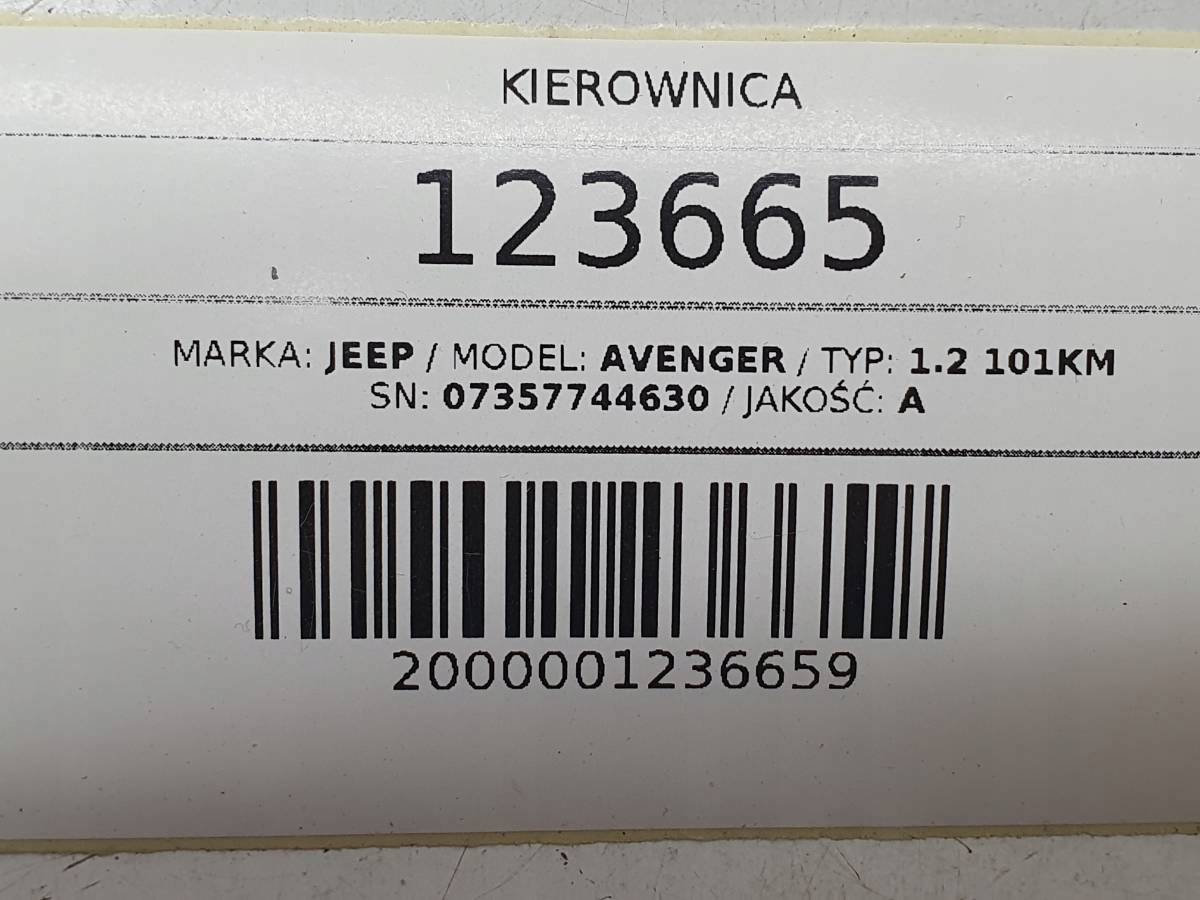 KIEROWNICA
123665
MARKA: JEEP / MODEL: AVENGER / TYP: 1.2 101KM
SN: 07357744630 / JAKOŚĆ: A
2000001236659